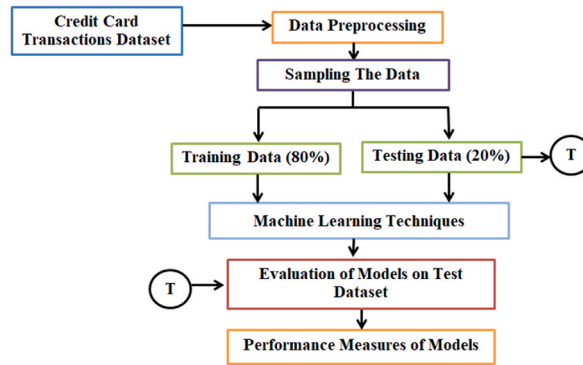 Credit Card
Transactions Dataset
Data Preprocessing
Sampling The Data
Training Data (80%)
Testing Data (20%)
T
Machine Learning Techniques
T
Evaluation of Models on Test
Dataset
Performance Measures of Models